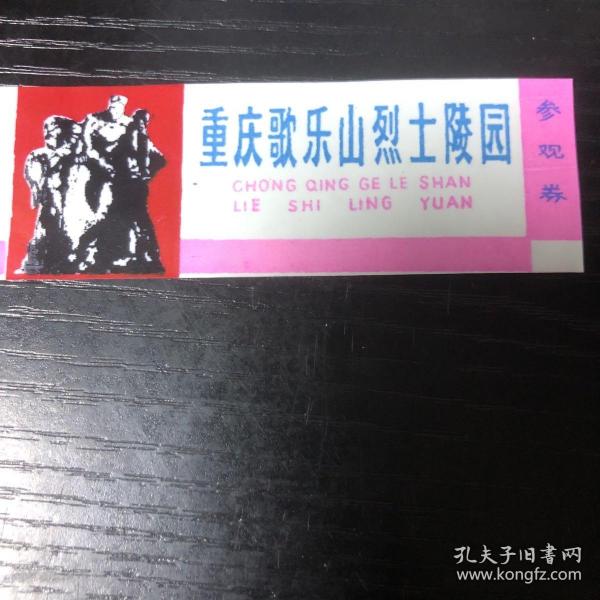 重庆歌乐山烈士陵园
CHONG QING GE LE SHAN
LIE SHI LING YUAN
参观券
孔夫子旧书网
www.kongfz.com